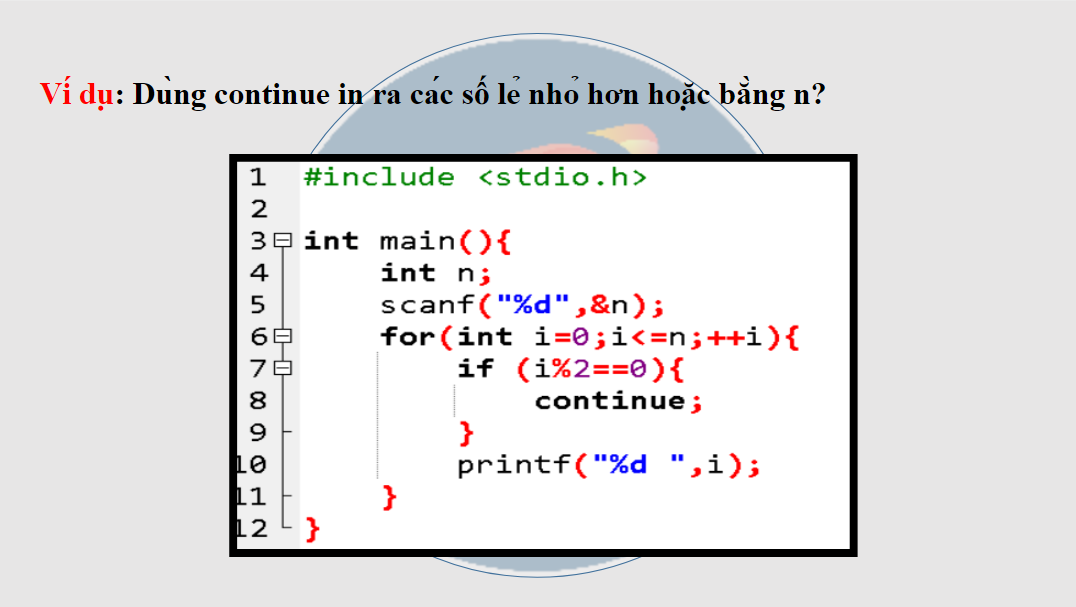 Ví dụ: Dùng continue in ra các số lẻ nhỏ hơn hoặc bằng n?
1 #include <stdio.h>
2
3 int main(){
4 int n;
5 scanf("%d",&n);
6 for(int i=0;i<=n;++i){
7 if (i%2==0){
8 continue;
9 }
10 printf("%d ",i);
11 }
12 }